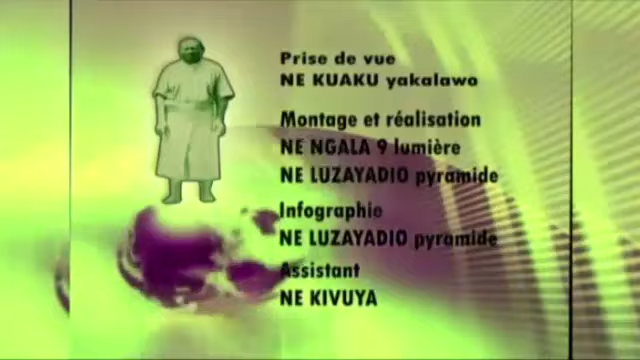 Prise de vue
NE KUAKU yakalawo
Montage et réalisation
NE NGALA 9 lumière
NE LUZAYADIO pyramide
Infographie
NE LUZAYADIO pyramide
Assistant
NE KIVUYA